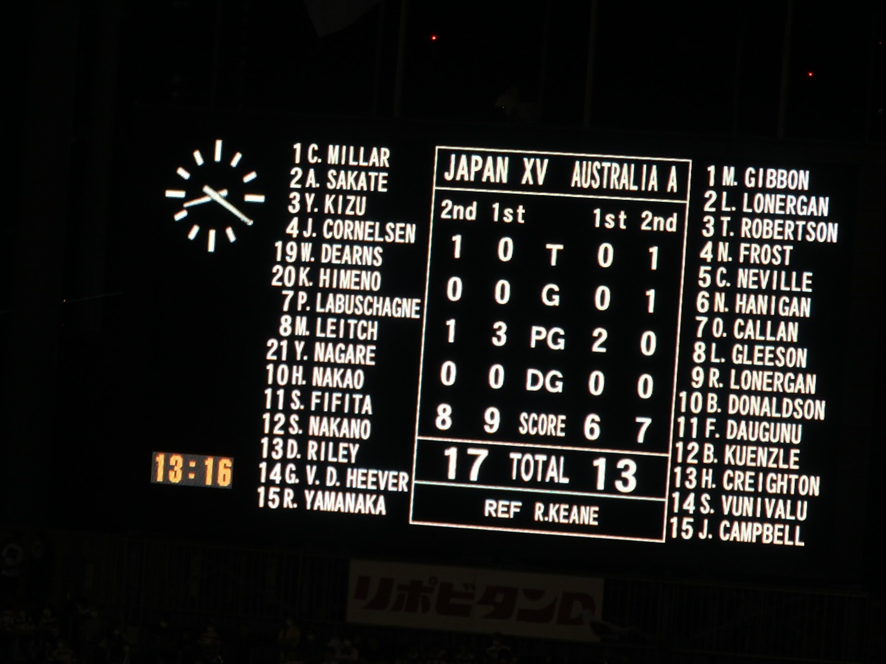 1 C. MILLAR
2 A. SAKATE
3 Y. KIZU
4 J. CORNELSEN
19 W. DEARNS
20 K. HIMENO
7 P. LABUSCHAGNE
8 M. LEITCH
21 Y. NAGARE
10 H. NAKAO
11 S. FIFITA
12 S. NAKANO
13 D. RILEY
14 G. V. D. HEEVER
15 R. YAMANAKA
13:16
JAPAN XV AUSTRALIA A
2nd 1st 1st 2nd
1 0 T 0 1
0 0 G 0 1
1 3 PG 2 0
0 0 DG 0 0
8 9 SCORE 6 7
17 TOTAL 13
REF R.KEANE
1 M. GIBBON
2 L. LONERGAN
3 T. ROBERTSON
4 N. FROST
5 C. NEVILLE
6 N. HANIGAN
7 O. CALLAN
8 L. GLEESON
9 R. LONERGAN
10 B. DONALDSON
11 F. DAUGUNU
12 B. KUENZLE
13 H. CREIGHTON
14 S. VUNIVALU
15 J. CAMPBELL
リポビタンD